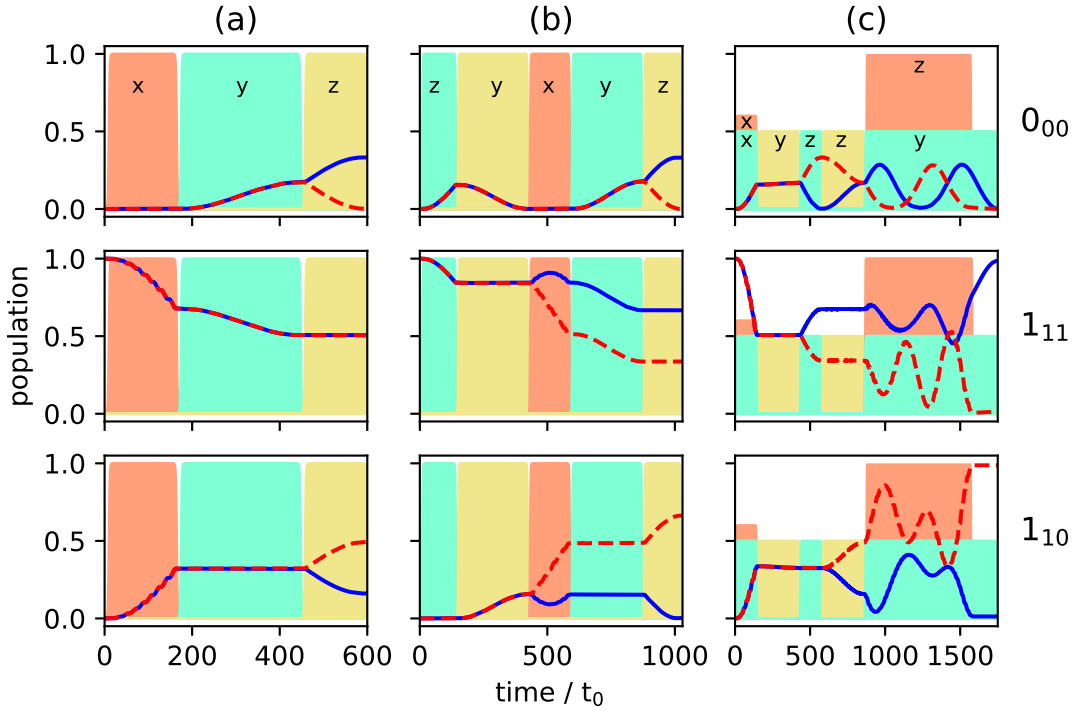 (a) (b) (c)
1.0
x y z
z y x y z
z
0.5
x
x y z z y
0₀₀
0.0
1.0
0.5
1₁₁
0.0
1.0
0.5
1₁₀
0.0
0 200 400 600
0 500 1000
0 500 1000 1500
population
time / t₀